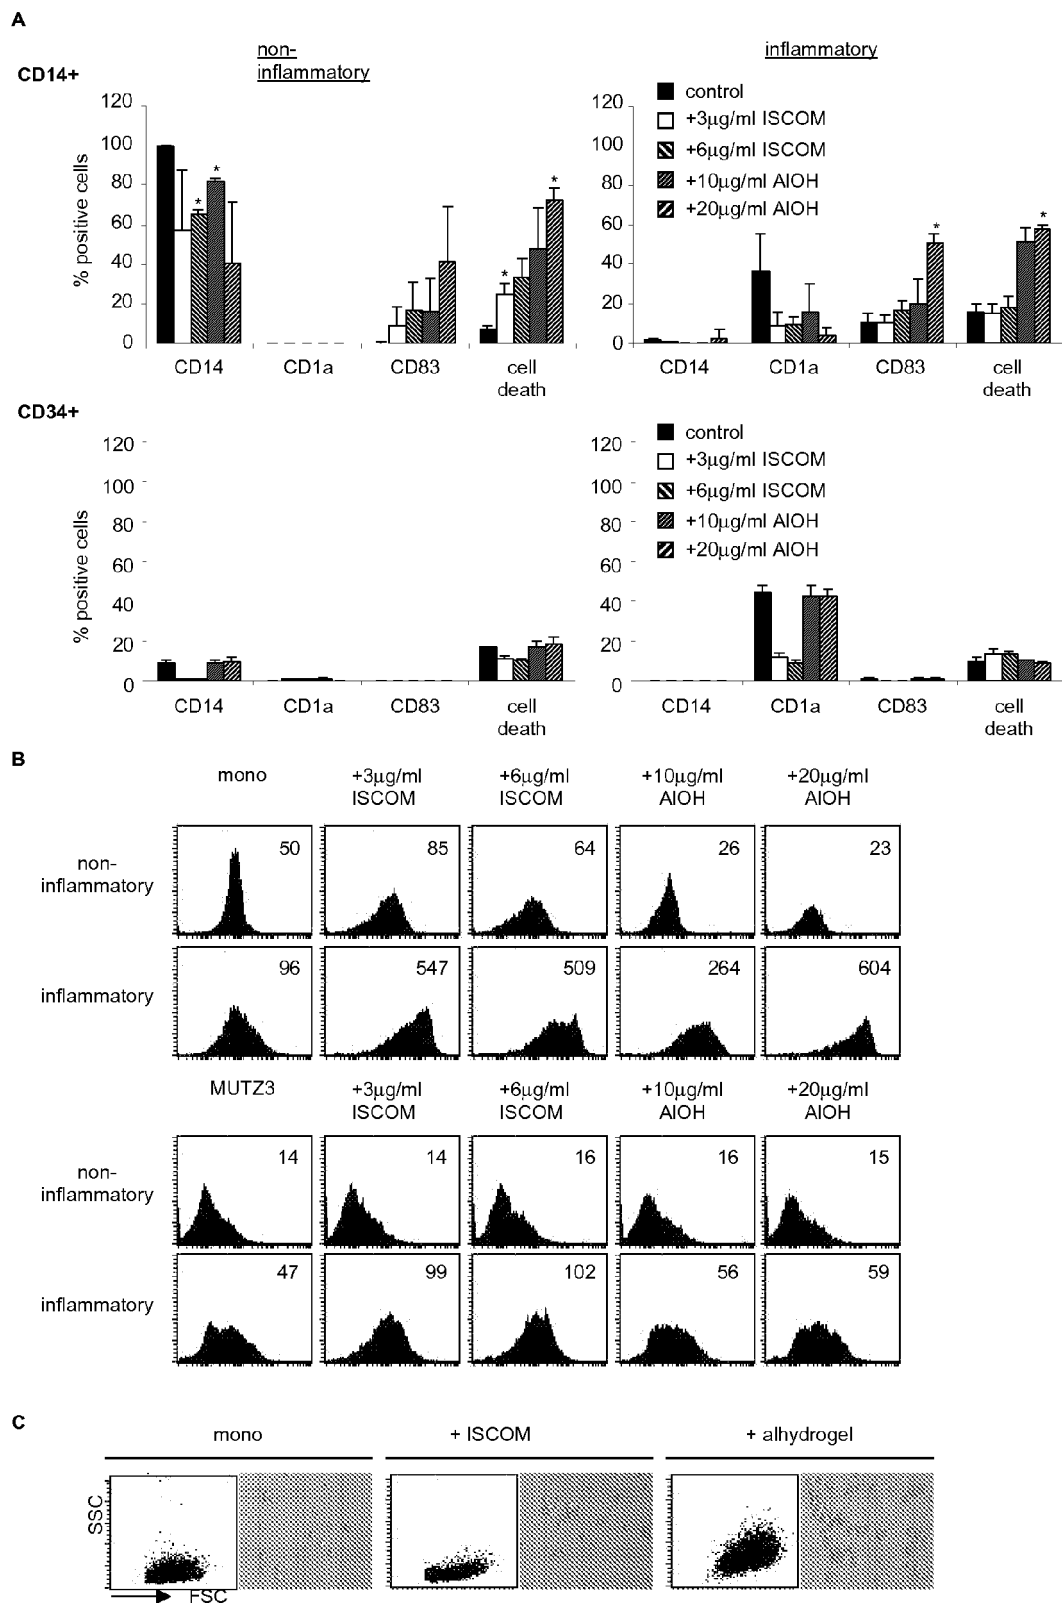 A
non-
inflammatory
inflammatory
CD14+
120
100
80
60
40
20
0
% positive cells
CD14
CD1a
CD83
cell
death
120
100
80
60
40
20
0
control
+3µg/ml ISCOM
+6µg/ml ISCOM
+10µg/ml AlOH
+20µg/ml AlOH
* * * * *
* *
CD14
CD1a
CD83
cell
death
CD34+
120
100
80
60
40
20
0
% positive cells
CD14
CD1a
CD83
cell
death
120
100
80
60
40
20
0
control
+3µg/ml ISCOM
+6µg/ml ISCOM
+10µg/ml AlOH
+20µg/ml AlOH
CD14
CD1a
CD83
cell
death
B
mono
+3µg/ml
ISCOM
+6µg/ml
ISCOM
+10µg/ml
AlOH
+20µg/ml
AlOH
non-
inflammatory
50 85 64 26 23
inflammatory
96 547 509 264 604
MUTZ3
+3µg/ml
ISCOM
+6µg/ml
ISCOM
+10µg/ml
AlOH
+20µg/ml
AlOH
non-
inflammatory
14 14 16 16 15
inflammatory
47 99 102 56 59
C
mono
+ ISCOM
+ alhydrogel
SSC
FSC